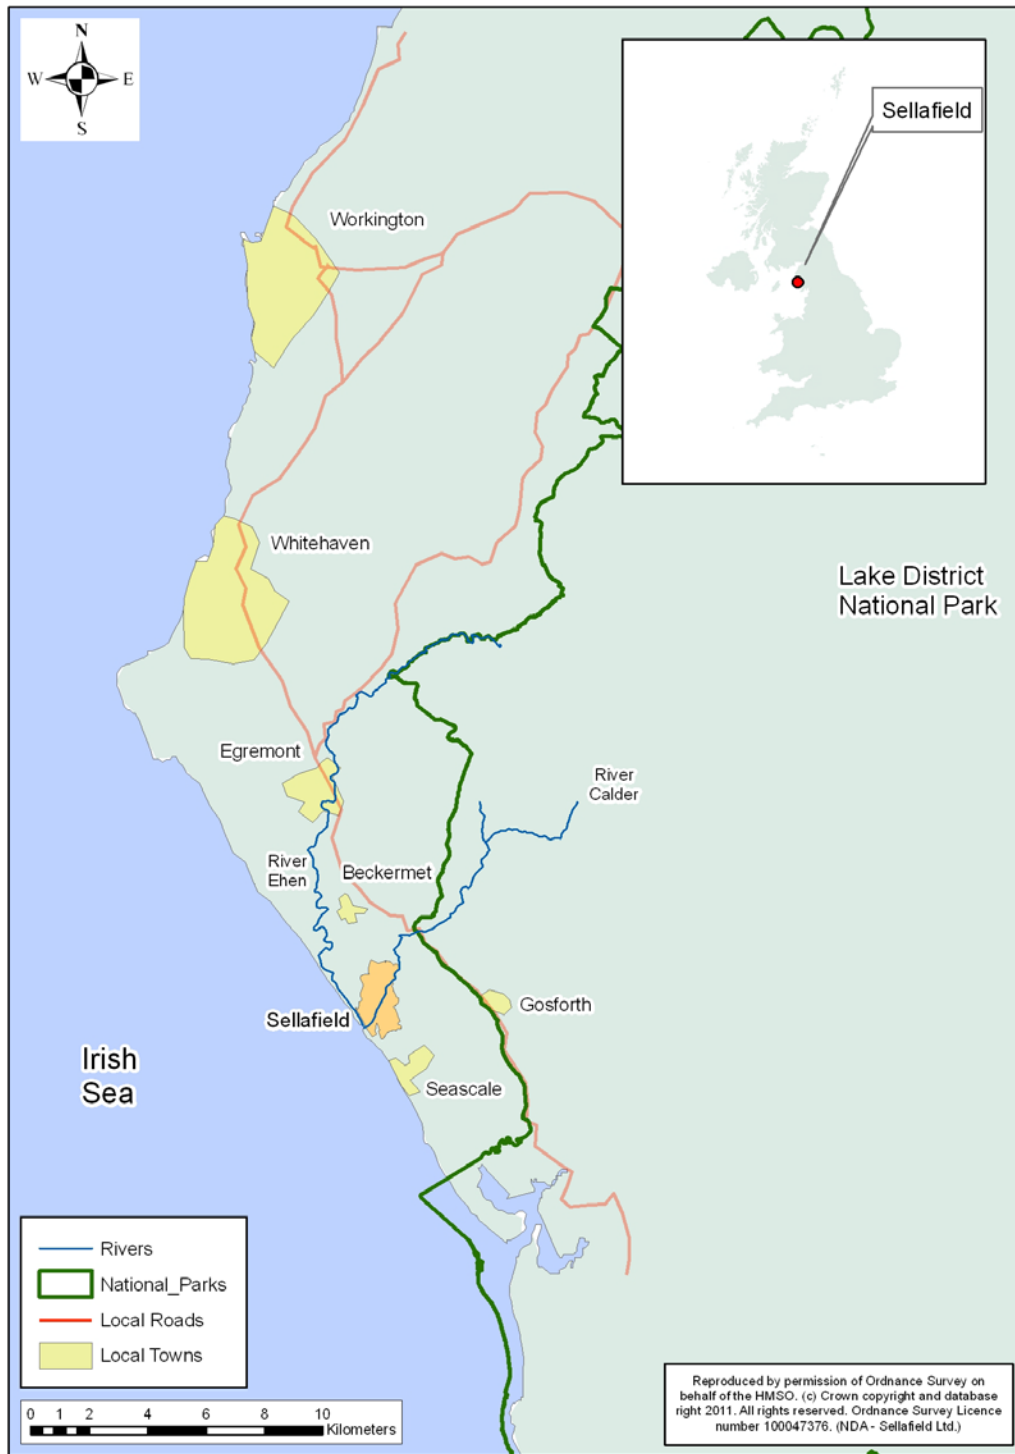 N
W E
S
Sellafield
Workington
Whitehaven
Lake District
National Park
Egremont
River
Calder
River
Ehen
Beckermet
Gosforth
Sellafield
Irish
Sea
Seascale
Rivers
National_Parks
Local Roads
Local Towns
0 1 2 4 6 8 10
Kilometers
Reproduced by permission of Ordnance Survey on
behalf of the HMSO. (c) Crown copyright and database
right 2011. All rights reserved. Ordnance Survey Licence
number 100047376. (NDA - Sellafield Ltd.)